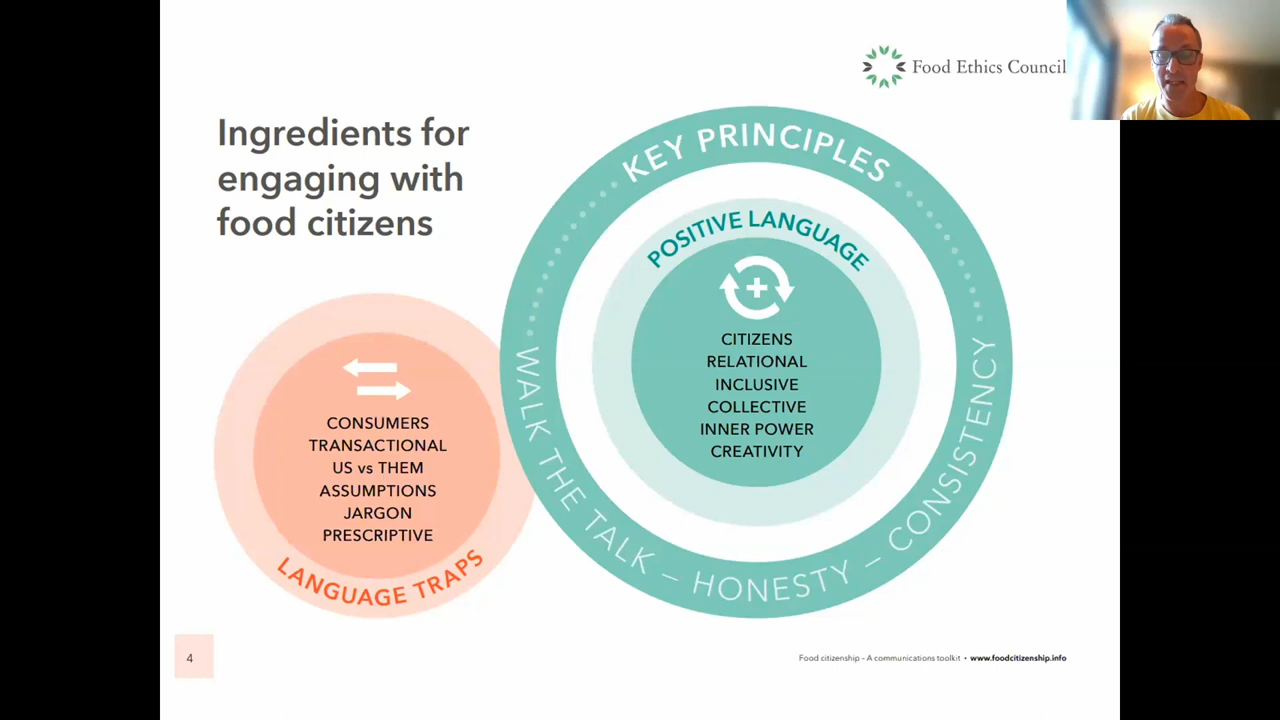 Food Ethics Council
Ingredients for
engaging with
food citizens
KEY PRINCIPLES
POSITIVE LANGUAGE
CITIZENS
RELATIONAL
INCLUSIVE
COLLECTIVE
INNER POWER
CREATIVITY
WALK THE TALK – HONESTY – CONSISTENCY
CONSUMERS
TRANSACTIONAL
US vs THEM
ASSUMPTIONS
JARGON
PRESCRIPTIVE
LANGUAGE TRAPS
4
Food citizenship – A communications toolkit • www.foodcitizenship.info